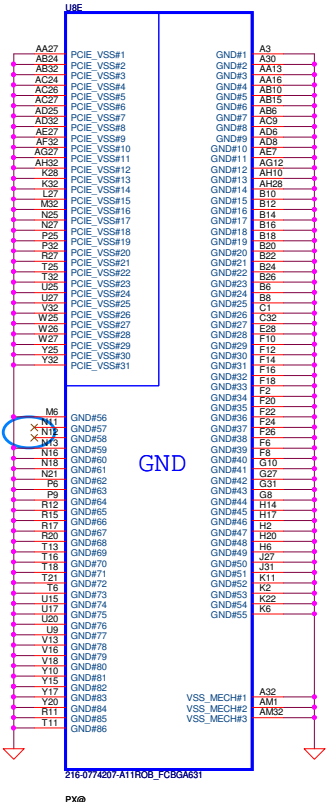 U8E
AA27 PCIE_VSS#1 GND#1 A3
AB24 PCIE_VSS#2 GND#2 A30
AB32 PCIE_VSS#3 GND#3 AA13
AC24 PCIE_VSS#4 GND#4 AA16
AC26 PCIE_VSS#5 GND#5 AB10
AC27 PCIE_VSS#6 GND#6 AB15
AD25 PCIE_VSS#7 GND#7 AB6
AD32 PCIE_VSS#8 GND#8 AC9
AE27 PCIE_VSS#9 GND#9 AD6
AF32 PCIE_VSS#10 GND#10 AD8
AG27 PCIE_VSS#11 GND#11 AE7
AH32 PCIE_VSS#12 GND#12 AG12
K28 PCIE_VSS#13 GND#13 AH10
K32 PCIE_VSS#14 GND#14 AH28
L27 PCIE_VSS#15 GND#15 B10
M32 PCIE_VSS#16 GND#16 B12
N25 PCIE_VSS#17 GND#17 B14
N27 PCIE_VSS#18 GND#18 B16
P25 PCIE_VSS#19 GND#19 B18
P32 PCIE_VSS#20 GND#20 B20
R27 PCIE_VSS#21 GND#21 B22
T25 PCIE_VSS#22 GND#22 B24
T32 PCIE_VSS#23 GND#23 B26
U25 PCIE_VSS#24 GND#24 B6
U27 PCIE_VSS#25 GND#25 B8
V32 PCIE_VSS#26 GND#26 C1
W25 PCIE_VSS#27 GND#27 C32
W26 PCIE_VSS#28 GND#28 E28
W27 PCIE_VSS#29 GND#29 F10
Y25 PCIE_VSS#30 GND#30 F12
Y32 PCIE_VSS#31 GND#31 F14
GND#32 F16
GND#33 F18
GND#34 F2
GND#35 F20
M6 GND#56 GND#36 F22
N11 GND#57 GND#37 F24
N12 GND#58 GND#38 F26
N13 GND#59 GND#39 F6
N16 GND#60 GND#40 F8
N18 GND#61 GND#41 G10
N21 GND#62 GND#42 G27
P6 GND#63 GND#43 G31
P9 GND#64 GND#44 G8
R12 GND#65 GND#45 H14
R15 GND#66 GND#46 H17
R17 GND#67 GND#47 H2
R20 GND#68 GND#48 H20
T13 GND#69 GND#49 H6
T16 GND#70 GND#50 J27
T18 GND#71 GND#51 J31
T21 GND#72 GND#52 K11
T6 GND#73 GND#53 K2
U15 GND#74 GND#54 K22
U17 GND#75 GND#55 K6
U20 GND#76
U9 GND#77
V13 GND#78
V16 GND#79
V18 GND#80
Y10 GND#81
Y15 GND#82
Y17 GND#83 VSS_MECH#1 A32
Y20 GND#84 VSS_MECH#2 AM1
R11 GND#85 VSS_MECH#3 AM32
T11 GND#86
GND
216-0774207-A11ROB_FCBGA631
PX@